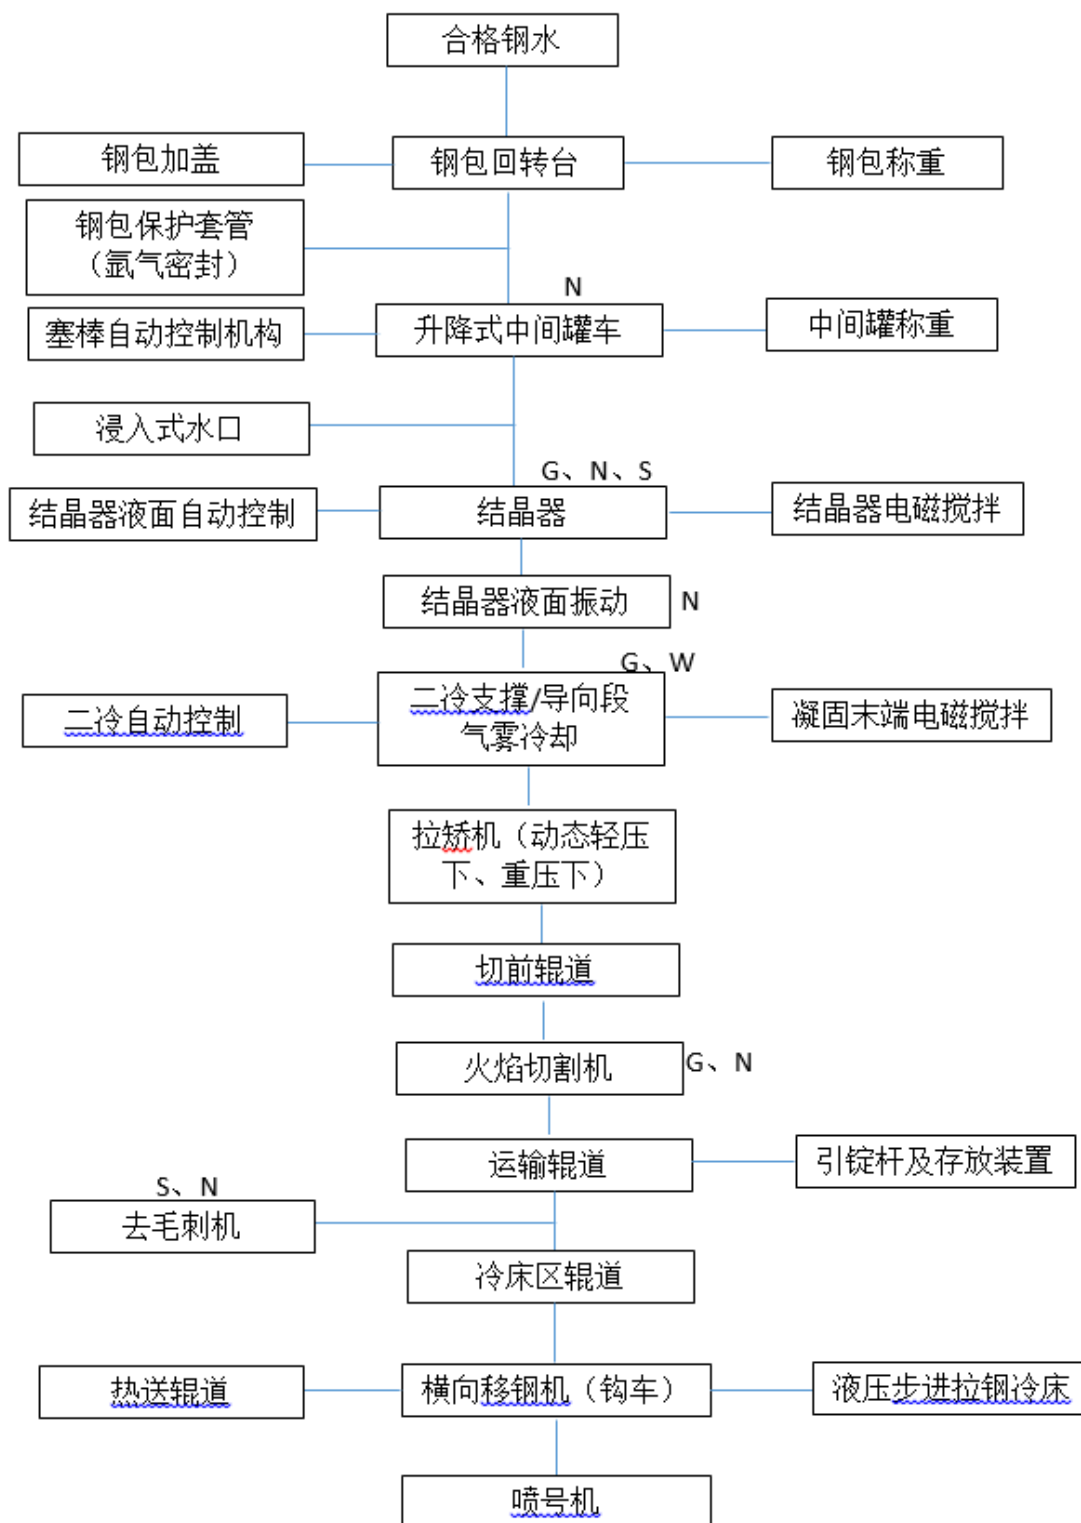 合格钢水
钢包加盖
钢包回转台
钢包称重
钢包保护套管
（氩气密封）
N
塞棒自动控制机构
升降式中间罐车
中间罐称重
浸入式水口
G、N、S
结晶器液面自动控制
结晶器
结晶器电磁搅拌
结晶器液面振动
N
G、W
二冷自动控制
二冷支撑/导向段
气雾冷却
凝固末端电磁搅拌
拉矫机（动态轻压
下、重压下）
切前辊道
火焰切割机
G、N
运输辊道
引锭杆及存放装置
S、N
去毛刺机
冷床区辊道
热送辊道
横向移钢机（钩车）
液压步进拉钢冷床
喷号机